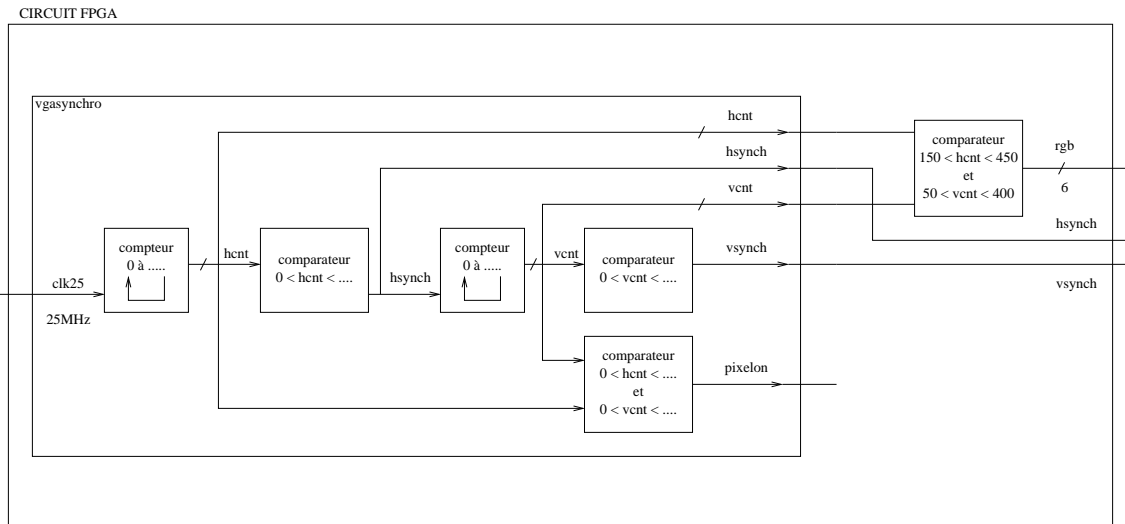 CIRCUIT FPGA
vgasynchro
hcnt
hsynch
vcnt
comparateur
150 < hcnt < 450
et
50 < vcnt < 400
rgb
6
hsynch
vsynch
clk25
25MHz
compteur
0 à .....
hcnt
comparateur
0 < hcnt < ....
hsynch
compteur
0 à .....
vcnt
comparateur
0 < vcnt < ....
vsynch
comparateur
0 < hcnt < ....
et
0 < vcnt < ....
pixelon